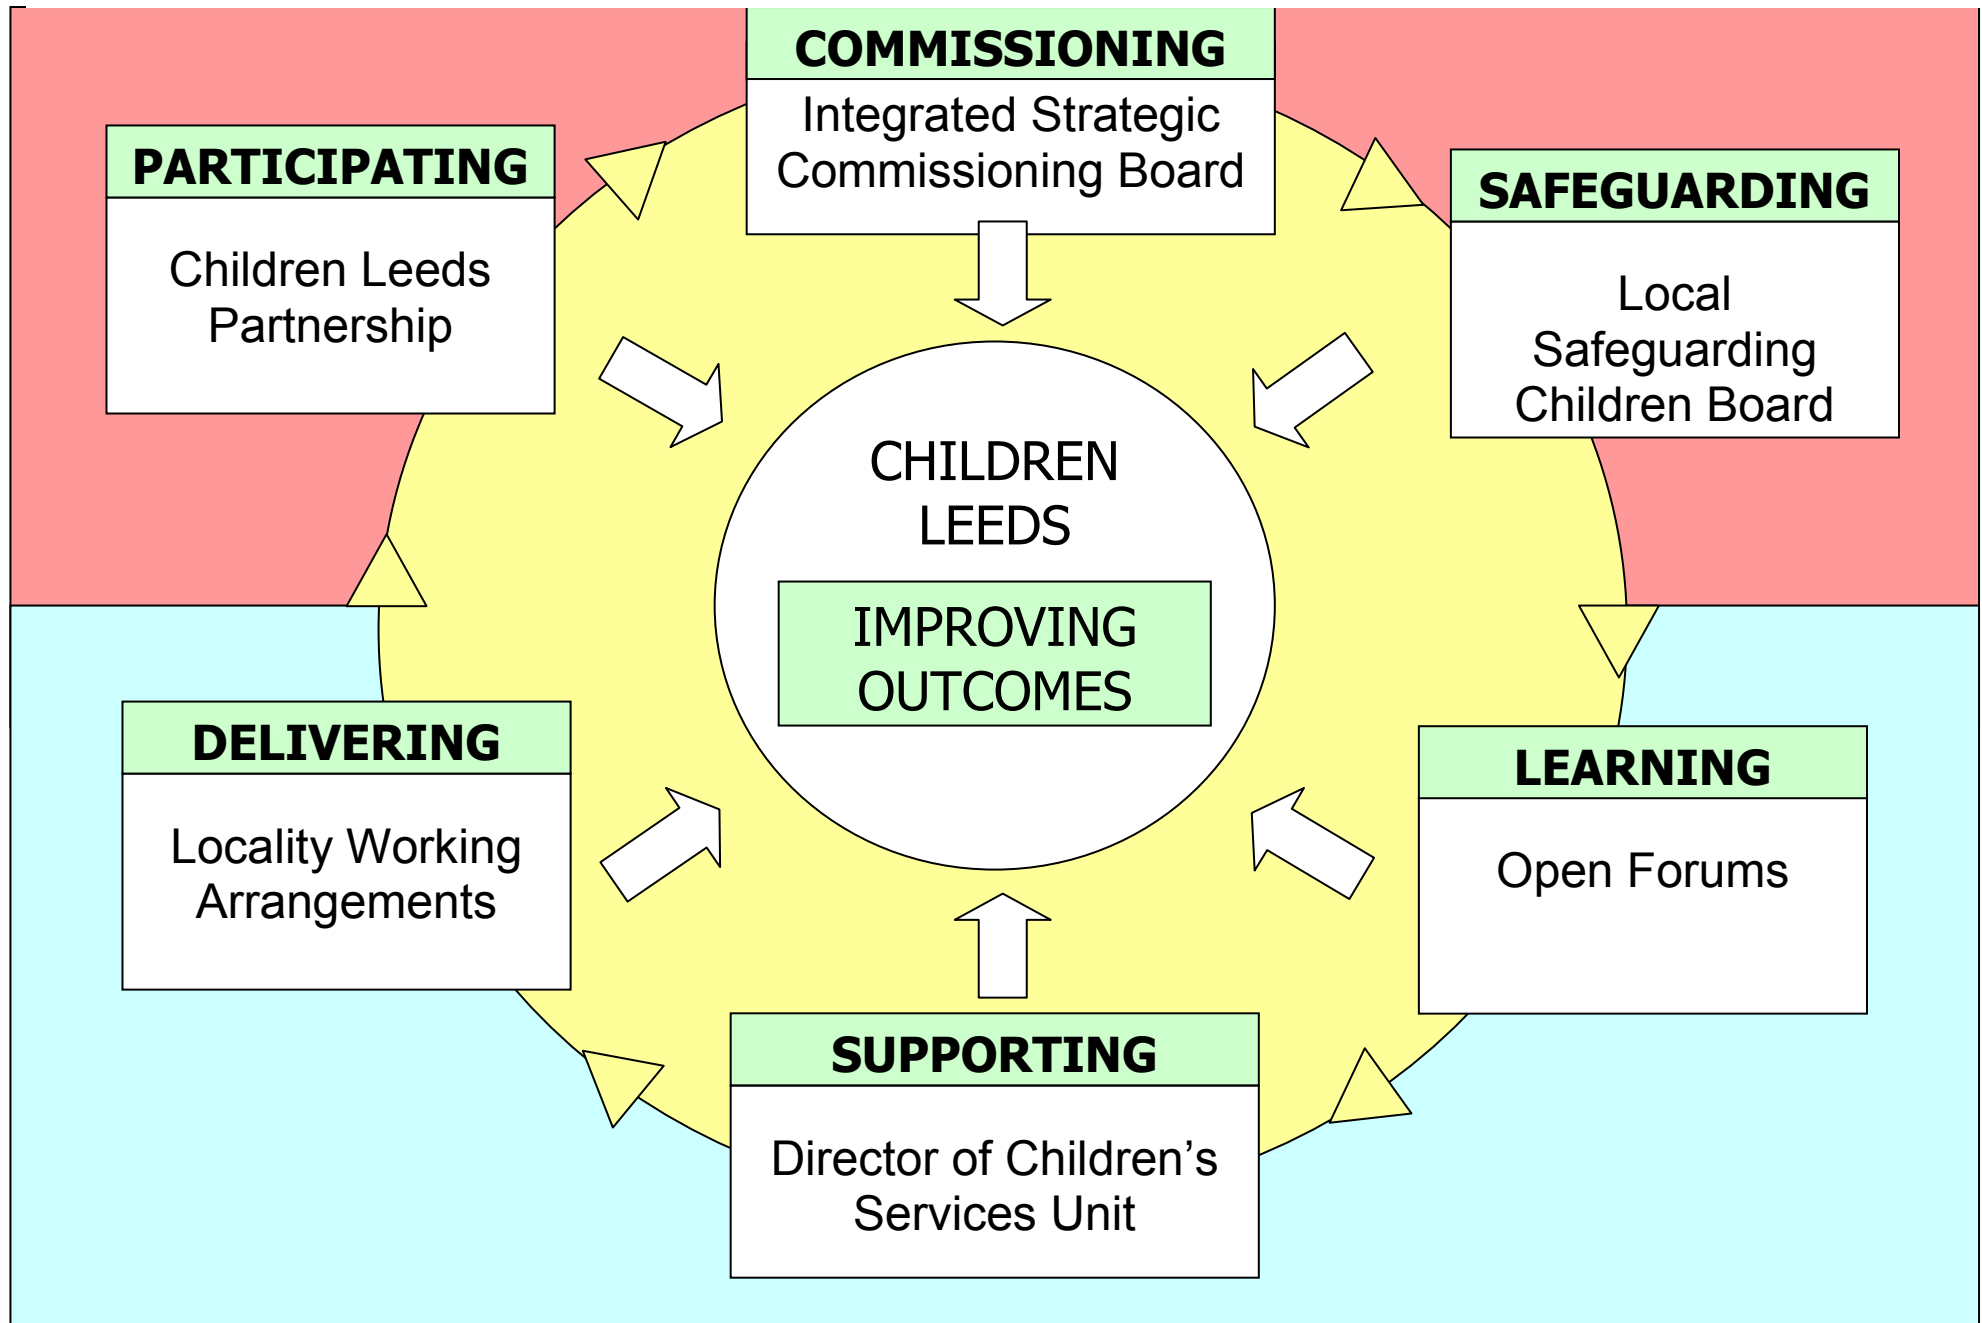 COMMISSIONING
Integrated Strategic
Commissioning Board
PARTICIPATING
Children Leeds
Partnership
SAFEGUARDING
Local
Safeguarding
Children Board
CHILDREN
LEEDS
IMPROVING
OUTCOMES
DELIVERING
Locality Working
Arrangements
LEARNING
Open Forums
SUPPORTING
Director of Children’s
Services Unit